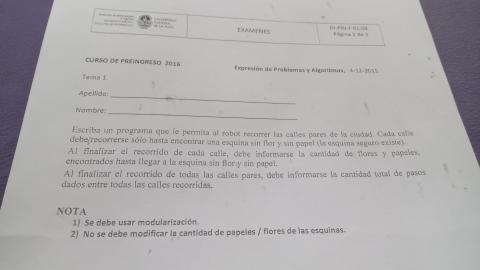 UNIVERSIDAD
NACIONAL
DE LA PLATA
EXAMENES
Página 1 de 1
CURSO DE PREINGRESO 2016
Expresión de Problemas y Algoritmos, 4-12-2015
Tema 1
Apellido:
Nombre:
Escriba un programa que le permita al robot recorrer las calles pares de la ciudad. Cada calle
debe/recorrerse sólo hasta encontrar una esquina sin flor y sin papel (la esquina seguro existe).
Al finalizar el recorrido de cada calle, debe informarse la cantidad de flores y papeles,
encontrados hasta llegar a la esquina sin flor y sin papel.
Al finalizar el recorrido de todas las calles pares, debe informarse la cantidad total de pasos
dados entre todas las calles recorridas.
NOTA
1) Se debe usar modularización.
2) No se debe modificar la cantidad de papeles / flores de las esquinas.